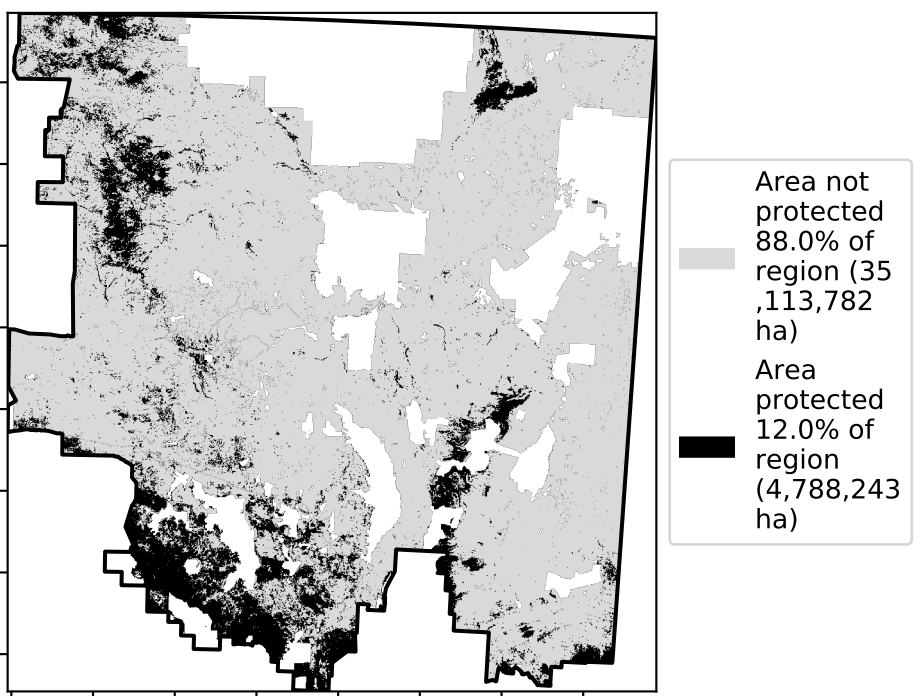 Area not
protected
88.0% of
region (35
,113,782
ha)
Area
protected
12.0% of
region
(4,788,243
ha)